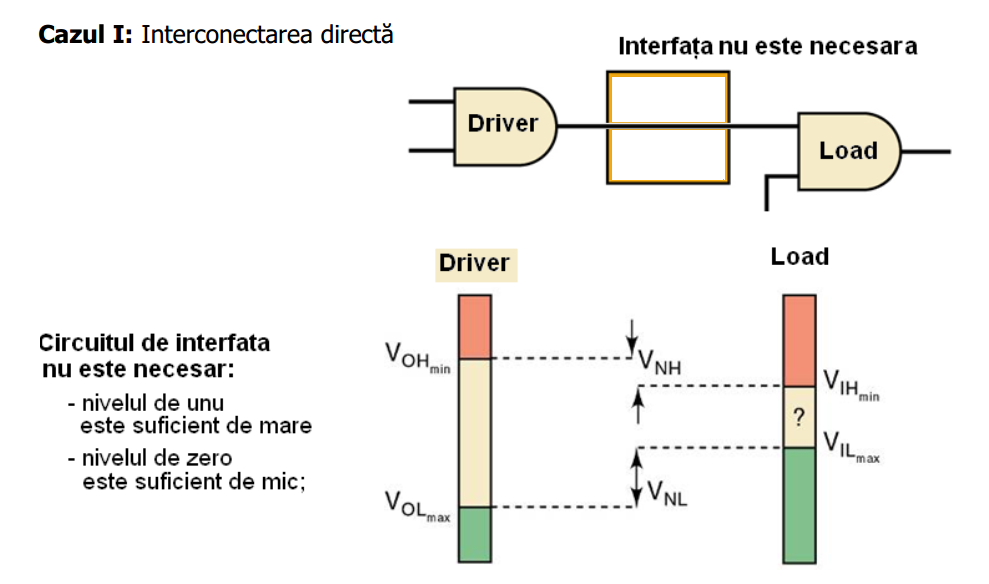 Cazul I: Interconectarea directă
Interfața nu este necesara
Driver
Load
Driver
Load
Circuitul de interfata
nu este necesar:
- nivelul de unu
este suficient de mare
- nivelul de zero
este suficient de mic;
VOHmin
VNH
VIHmin
?
VILmax
VNL
VOLmax